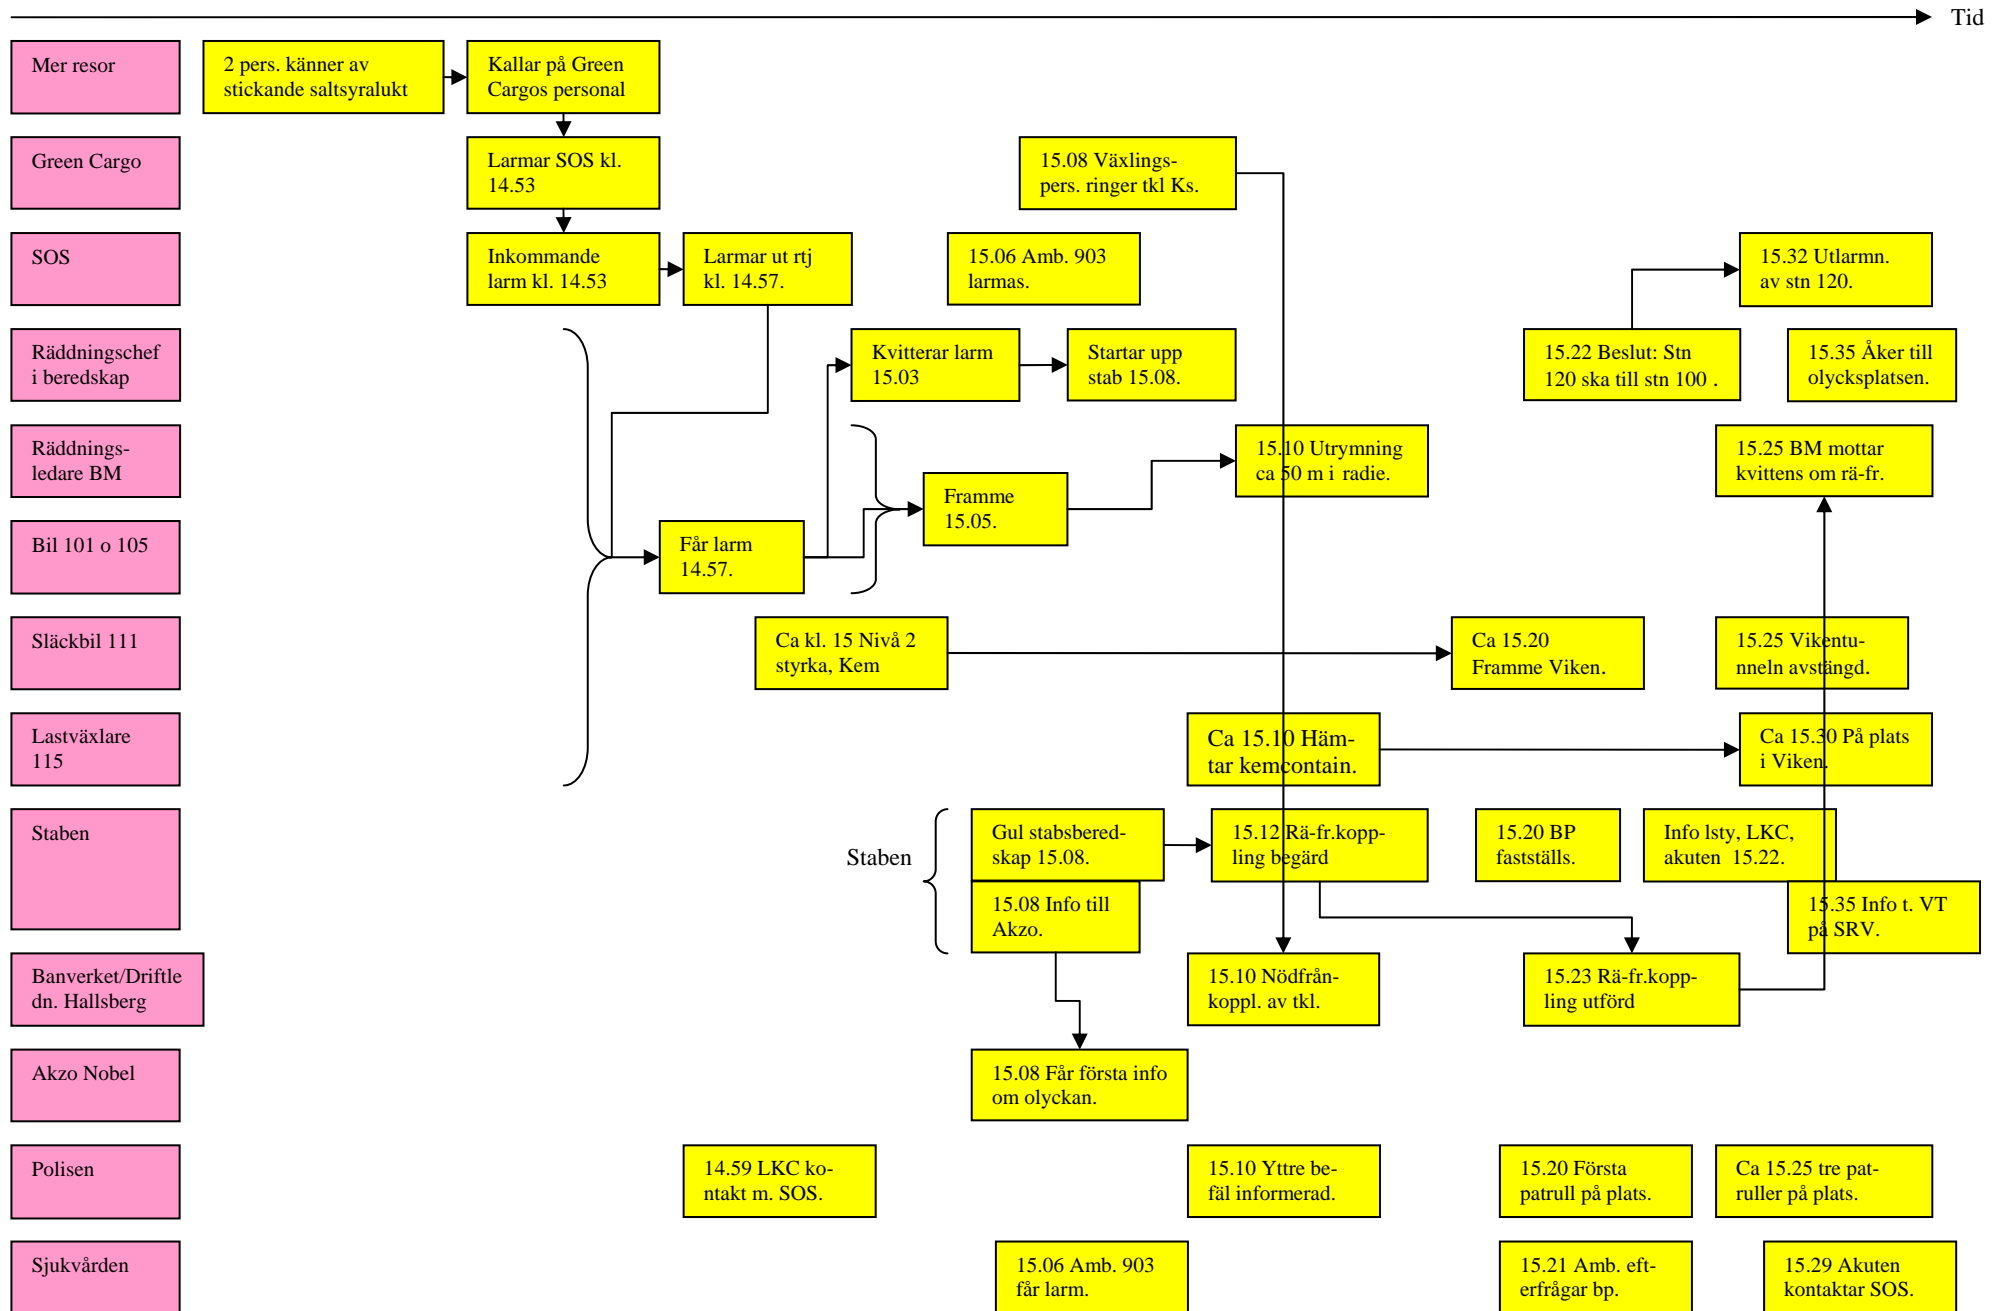 Tid
Mer resor
2 pers. känner av
stickande saltsyralukt
Kallar på Green
Cargos personal
Green Cargo
Larmar SOS kl.
14.53
15.08 Växlings-
pers. ringer tkl Ks.
SOS
Inkommande
larm kl. 14.53
Larmar ut rtj
kl. 14.57.
15.06 Amb. 903
larmas.
15.32 Utlarmn.
av stn 120.
Räddningschef
i beredskap
Kvitterar larm
15.03
Startar upp
stab 15.08.
15.22 Beslut: Stn
120 ska till stn 100 .
15.35 Åker till
olycksplatsen.
Räddnings-
ledare BM
Framme
15.05.
15.10 Utrymning
ca 50 m i radie.
15.25 BM mottar
kvittens om rä-fr.
Bil 101 o 105
Får larm
14.57.
Släckbil 111
Ca kl. 15 Nivå 2
styrka, Kem
Ca 15.20
Framme Viken.
15.25 Vikentu-
nneln avstängd.
Lastväxlare
115
Ca 15.10 Häm-
tar kemcontain.
Ca 15.30 På plats
i Viken.
Staben
Staben
Gul stabsbered-
skap 15.08.
15.08 Info till
Akzo.
15.12 Rä-fr.kopp-
ling begärd
15.20 BP
fastställs.
Info lsty, LKC,
akuten 15.22.
15.35 Info t. VT
på SRV.
Banverket/Driftle
dn. Hallsberg
15.10 Nödfrån-
koppl. av tkl.
15.23 Rä-fr.kopp-
ling utförd
Akzo Nobel
15.08 Får första info
om olyckan.
Polisen
14.59 LKC ko-
ntakt m. SOS.
15.10 Yttre be-
fäl informerad.
15.20 Första
patrull på plats.
Ca 15.25 tre pat-
ruller på plats.
Sjukvården
15.06 Amb. 903
får larm.
15.21 Amb. eft-
erfrågar bp.
15.29 Akuten
kontaktar SOS.